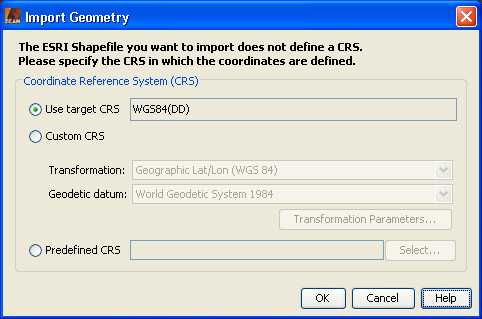 Import Geometry
The ESRI Shapefile you want to import does not define a CRS.
Please specify the CRS in which the coordinates are defined.
Coordinate Reference System (CRS)
Use target CRS WGS84(DD)
Custom CRS
Transformation: Geographic Lat/Lon (WGS 84)
Geodetic datum: World Geodetic System 1984
Transformation Parameters...
Predefined CRS Select...
OK Cancel Help